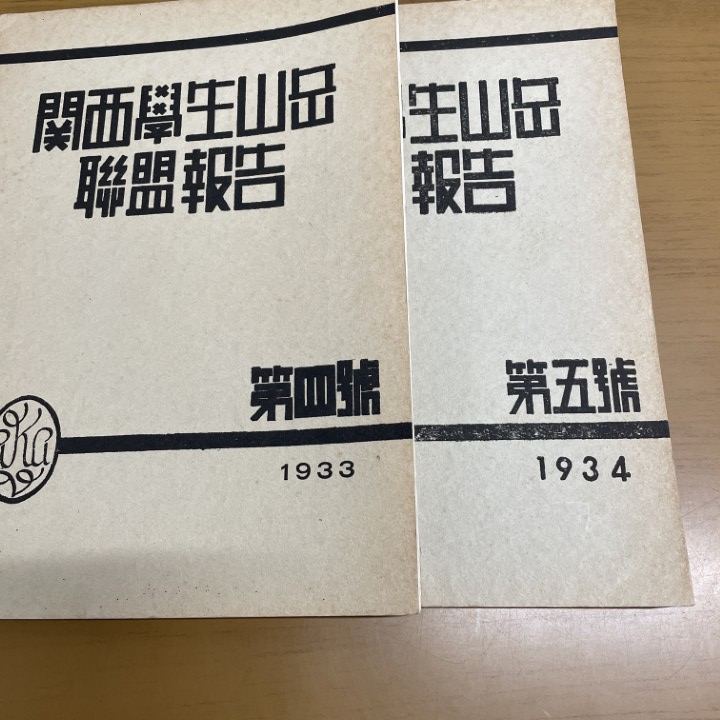 関西學生山岳
聯盟報告
第四號
1933
生山岳
報告
第五號
1934